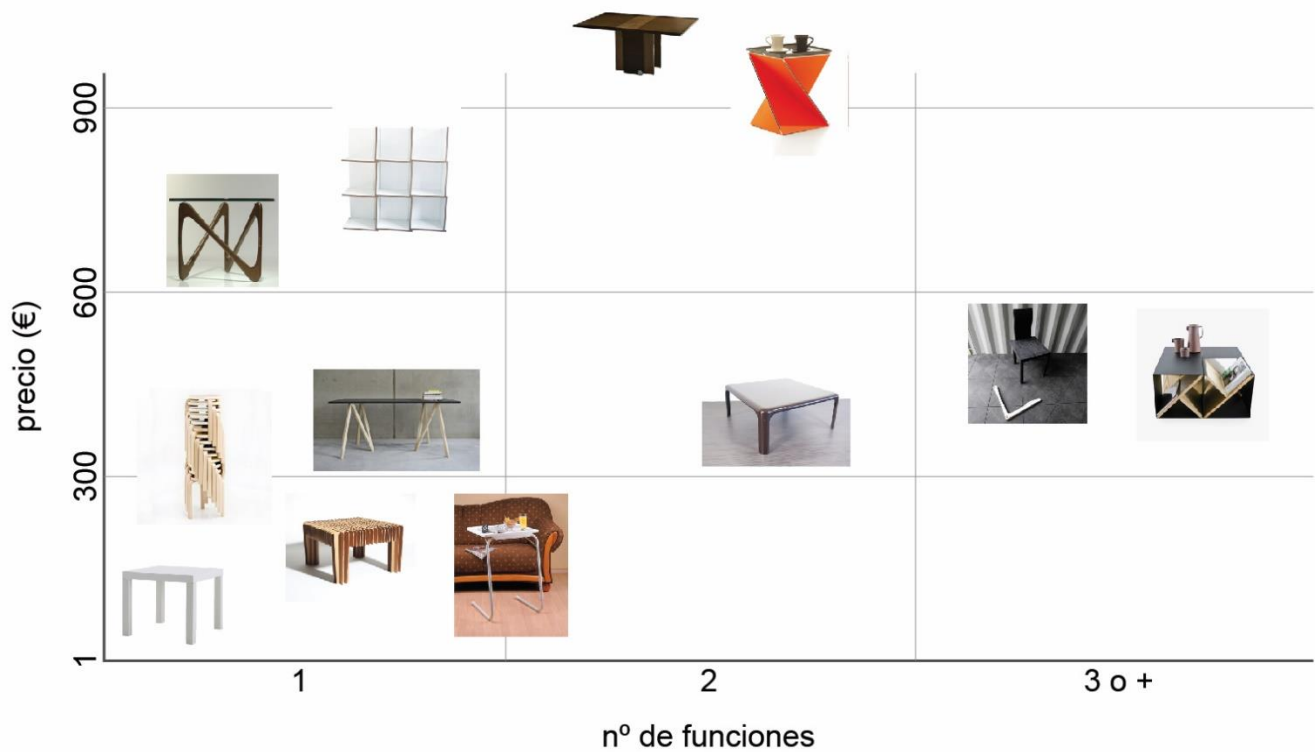 900
600
300
1
precio (€)
1
2
3 o +
nº de funciones